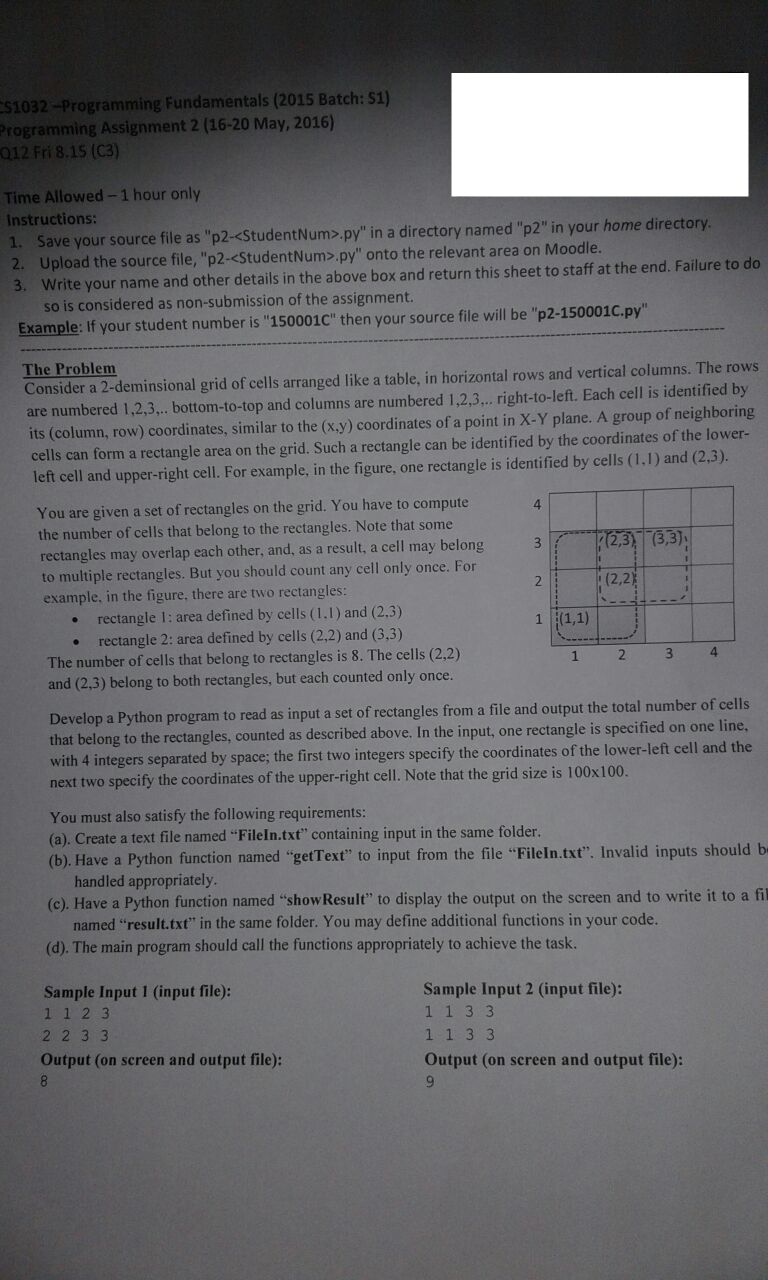 CS1032 –Programming Fundamentals (2015 Batch: S1)
Programming Assignment 2 (16-20 May, 2016)
Q12 Fri 8.15 (C3)
Time Allowed – 1 hour only
Instructions:
1. Save your source file as "p2-<StudentNum>.py" in a directory named "p2" in your home directory.
2. Upload the source file, "p2-<StudentNum>.py" onto the relevant area on Moodle.
3. Write your name and other details in the above box and return this sheet to staff at the end. Failure to do
so is considered as non-submission of the assignment.
Example: If your student number is "150001C" then your source file will be "p2-150001C.py"
The Problem
Consider a 2-deminsional grid of cells arranged like a table, in horizontal rows and vertical columns. The rows
are numbered 1,2,3,.. bottom-to-top and columns are numbered 1,2,3,.. right-to-left. Each cell is identified by
its (column, row) coordinates, similar to the (x,y) coordinates of a point in X-Y plane. A group of neighboring
cells can form a rectangle area on the grid. Such a rectangle can be identified by the coordinates of the lower-
left cell and upper-right cell. For example, in the figure, one rectangle is identified by cells (1,1) and (2,3).
You are given a set of rectangles on the grid. You have to compute
the number of cells that belong to the rectangles. Note that some
rectangles may overlap each other, and, as a result, a cell may belong
to multiple rectangles. But you should count any cell only once. For
example, in the figure, there are two rectangles:
• rectangle 1: area defined by cells (1,1) and (2,3)
• rectangle 2: area defined by cells (2,2) and (3,3)
The number of cells that belong to rectangles is 8. The cells (2,2)
and (2,3) belong to both rectangles, but each counted only once.
4
3 (2,3) (3,3)
2 (2,2)
1 (1,1)
1 2 3 4
Develop a Python program to read as input a set of rectangles from a file and output the total number of cells
that belong to the rectangles, counted as described above. In the input, one rectangle is specified on one line,
with 4 integers separated by space; the first two integers specify the coordinates of the lower-left cell and the
next two specify the coordinates of the upper-right cell. Note that the grid size is 100x100.
You must also satisfy the following requirements:
(a). Create a text file named “FileIn.txt” containing input in the same folder.
(b). Have a Python function named “getText” to input from the file “FileIn.txt”. Invalid inputs should b
handled appropriately.
(c). Have a Python function named “showResult” to display the output on the screen and to write it to a fil
named “result.txt” in the same folder. You may define additional functions in your code.
(d). The main program should call the functions appropriately to achieve the task.
Sample Input 1 (input file):
1 1 2 3
2 2 3 3
Output (on screen and output file):
8
Sample Input 2 (input file):
1 1 3 3
1 1 3 3
Output (on screen and output file):
9